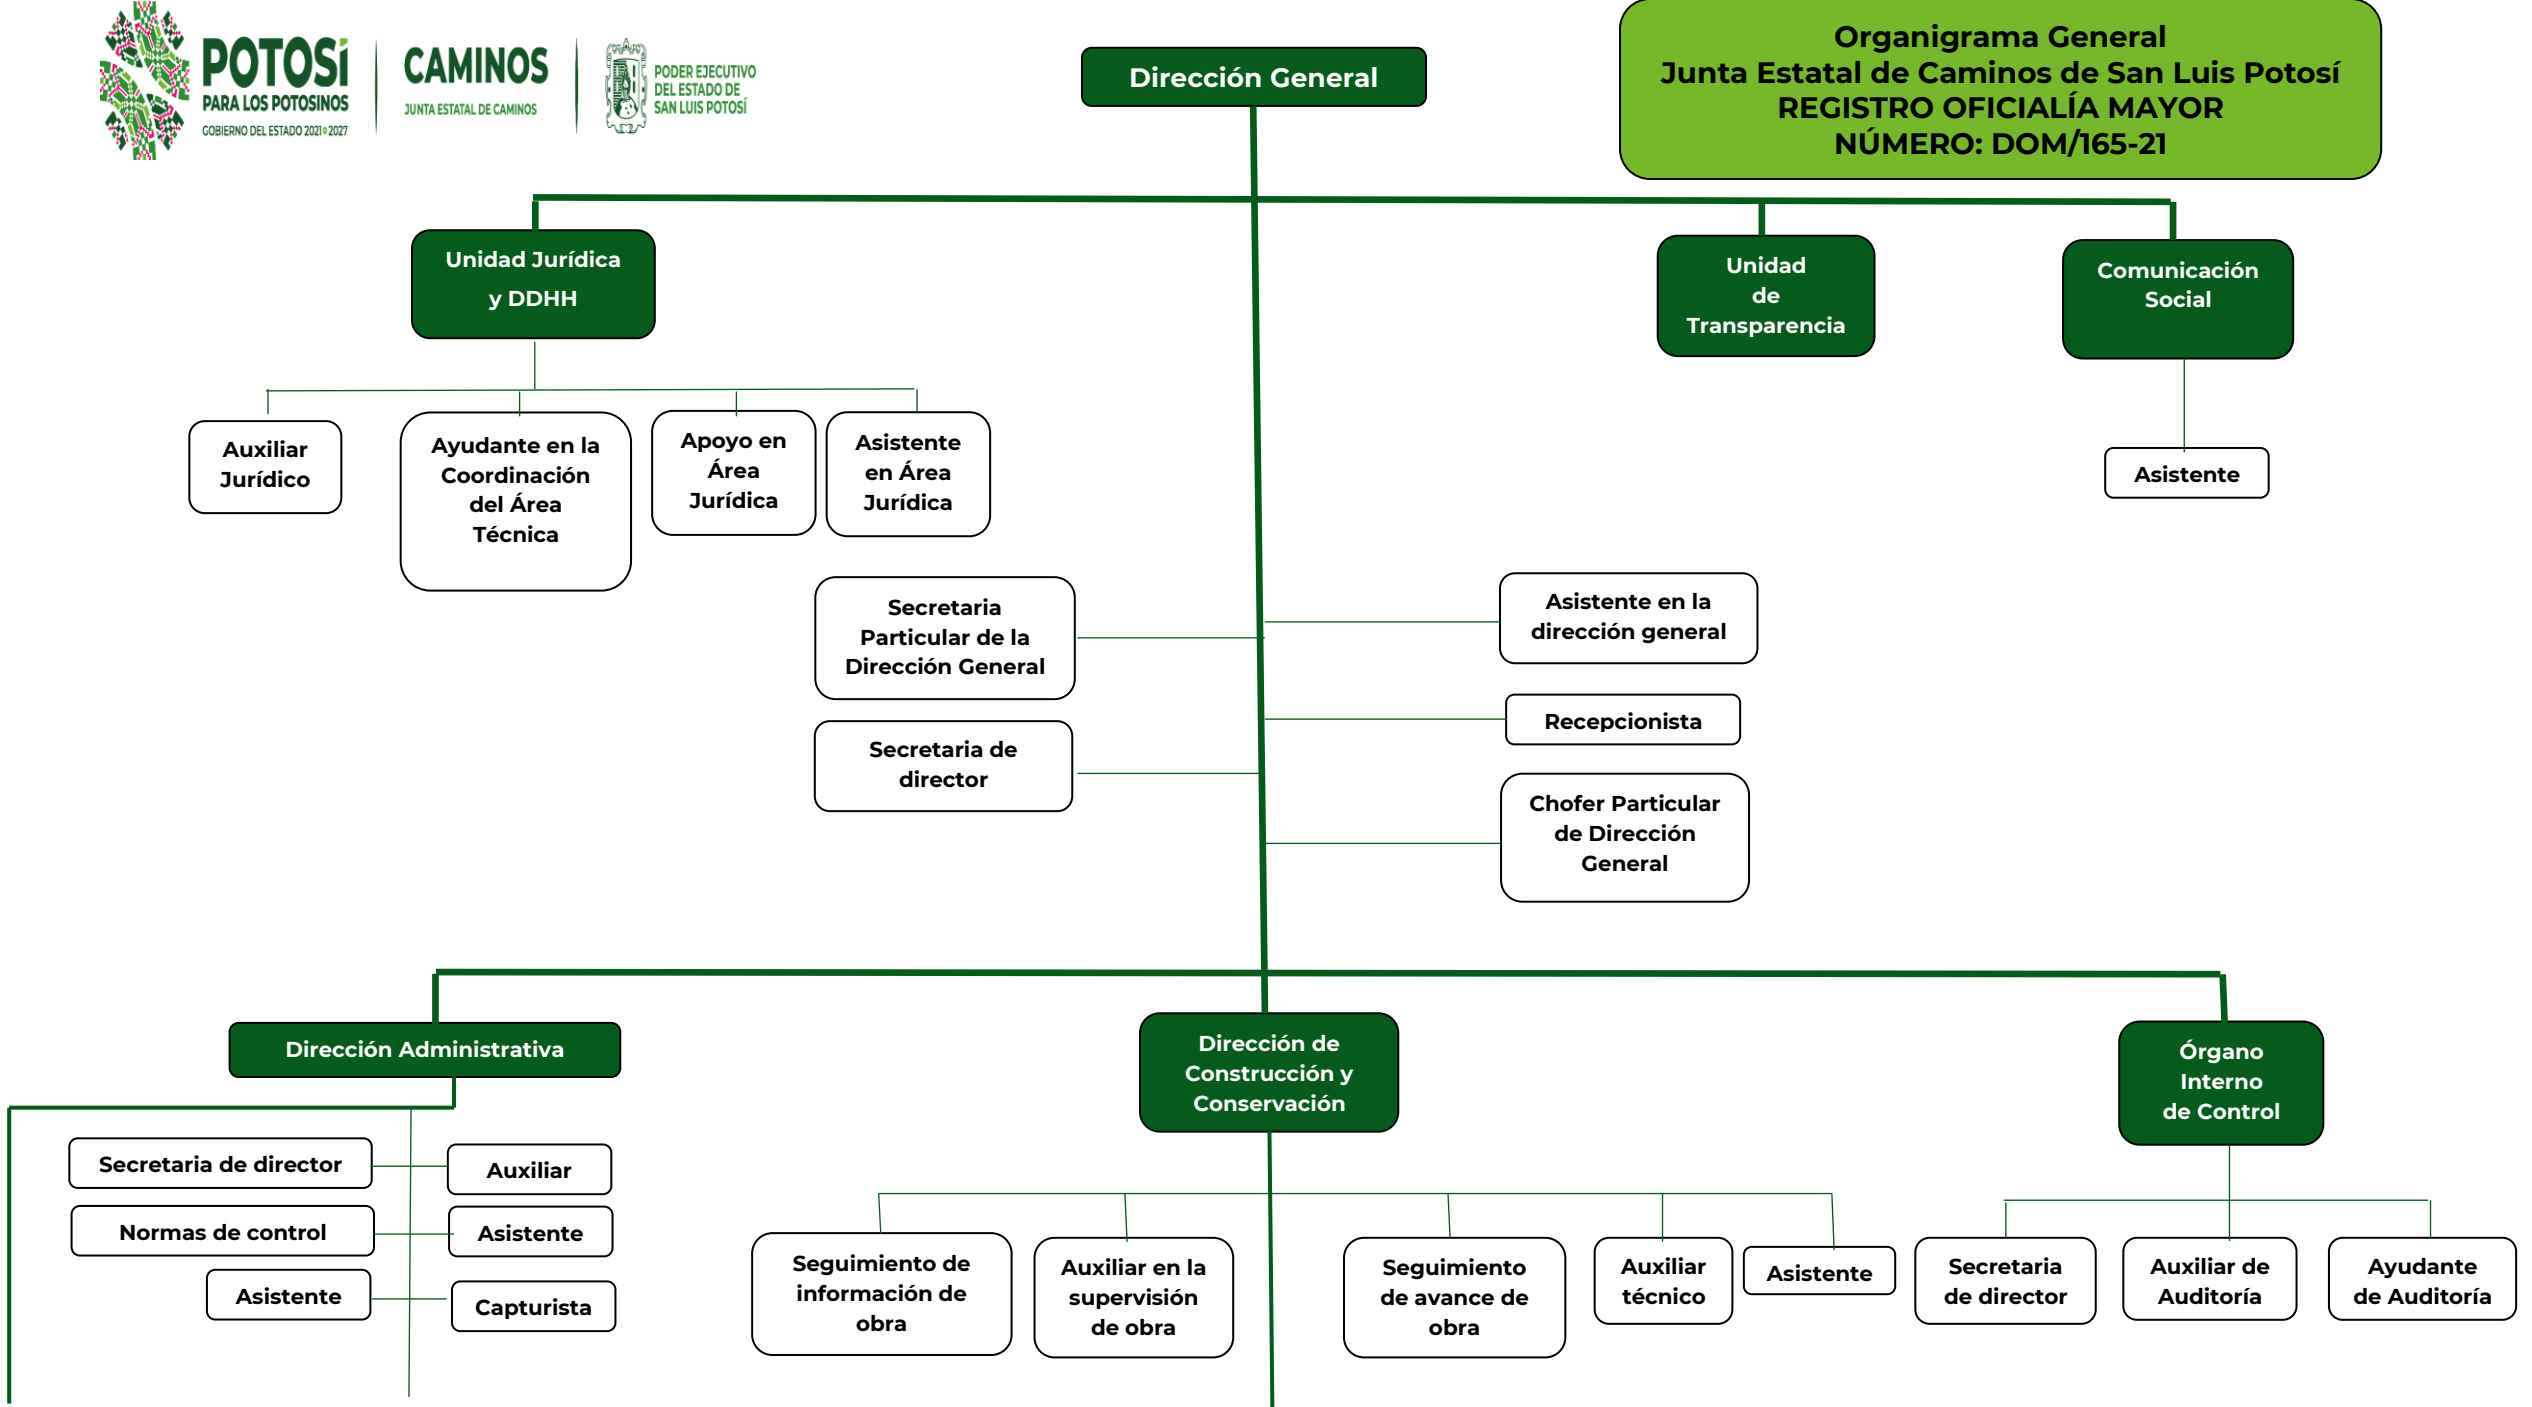 POTOSÍ
PARA LOS POTOSINOS
GOBIERNO DEL ESTADO 2021 2027
CAMINOS
JUNTA ESTATAL DE CAMINOS
PODER EJECUTIVO
DEL ESTADO DE
SAN LUIS POTOSÍ
Dirección General
Organigrama General
Junta Estatal de Caminos de San Luis Potosí
REGISTRO OFICIALÍA MAYOR
NÚMERO: DOM/165-21
Unidad Jurídica
y DDHH
Unidad
de
Transparencia
Comunicación
Social
Auxiliar
Jurídico
Ayudante en la
Coordinación
del Área
Técnica
Apoyo en
Área
Jurídica
Asistente
en Área
Jurídica
Asistente
Secretaria
Particular de la
Dirección General
Asistente en la
dirección general
Recepcionista
Secretaria de
director
Chofer Particular
de Dirección
General
Dirección Administrativa
Dirección de
Construcción y
Conservación
Órgano
Interno
de Control
Secretaria de director
Auxiliar
Normas de control
Asistente
Asistente
Capturista
Seguimiento de
información de
obra
Auxiliar en la
supervisión
de obra
Seguimiento
de avance de
obra
Auxiliar
técnico
Asistente
Secretaria
de director
Auxiliar de
Auditoría
Ayudante
de Auditoría